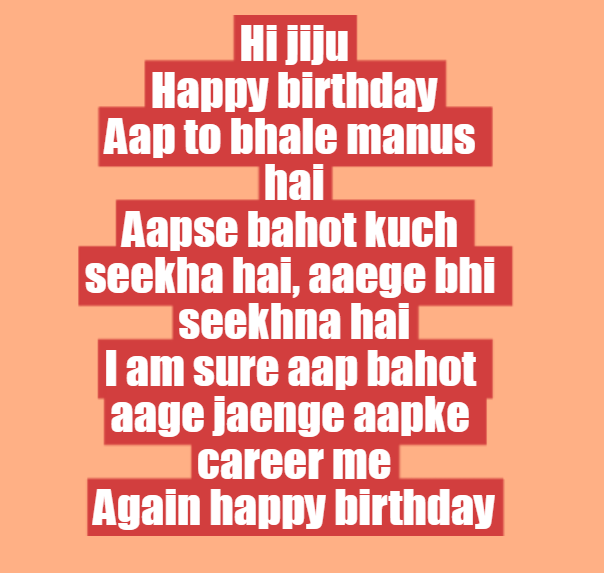 Hi jiju
Happy birthday
Aap to bhale manus
hai
Aapse bahot kuch
seekha hai, aaege bhi
seekhna hai
I am sure aap bahot
aage jaenge aapke
career me
Again happy birthday